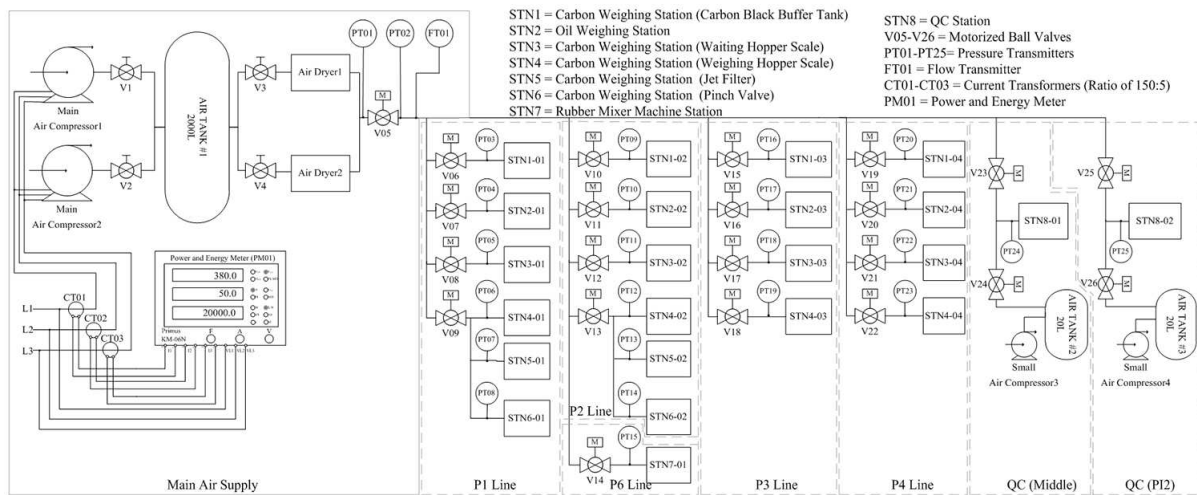 STN1 = Carbon Weighing Station (Carbon Black Buffer Tank)
STN2 = Oil Weighing Station
STN3 = Carbon Weighing Station (Waiting Hopper Scale)
STN4 = Carbon Weighing Station (Weighing Hopper Scale)
STN5 = Carbon Weighing Station (Jet Filter)
STN6 = Carbon Weighing Station (Pinch Valve)
STN7 = Rubber Mixer Machine Station
STN8 = QC Station
V05-V26 = Motorized Ball Valves
PT01-PT25= Pressure Transmitters
FT01 = Flow Transmitter
CT01-CT03 = Current Transformers (Ratio of 150:5)
PM01 = Power and Energy Meter
Main
Air Compressor1
V1
Main
Air Compressor2
V2
AIR TANK #1
2000L
V3
Air Dryer1
V4
Air Dryer2
PT01
PT02
FT01
M
V05
Power and Energy Meter (PM01)
380.0
50.0
20000.0
Primus
KM-06N
F
A
V
L1
L2
L3
CT01
CT02
CT03
Main Air Supply
M
V06
PT03
STN1-01
M
V07
PT04
STN2-01
M
V08
PT05
STN3-01
M
V09
PT06
STN4-01
PT07
STN5-01
PT08
STN6-01
P1 Line
M
V10
PT09
STN1-02
M
V11
PT10
STN2-02
M
V12
PT11
STN3-02
M
V13
PT12
STN4-02
PT13
STN5-02
PT14
STN6-02
P2 Line
M
V14
PT15
STN7-01
P6 Line
M
V15
PT16
STN1-03
M
V16
PT17
STN2-03
M
V17
PT18
STN3-03
M
V18
PT19
STN4-03
P3 Line
M
V19
PT20
STN1-04
M
V20
PT21
STN2-04
M
V21
PT22
STN3-04
M
V22
PT23
STN4-04
P4 Line
V23
M
STN8-01
PT24
V24
M
AIR TANK #2
20L
Small
Air Compressor3
QC (Middle)
V25
M
STN8-02
PT25
V26
M
AIR TANK #3
20L
Small
Air Compressor4
QC (PI2)